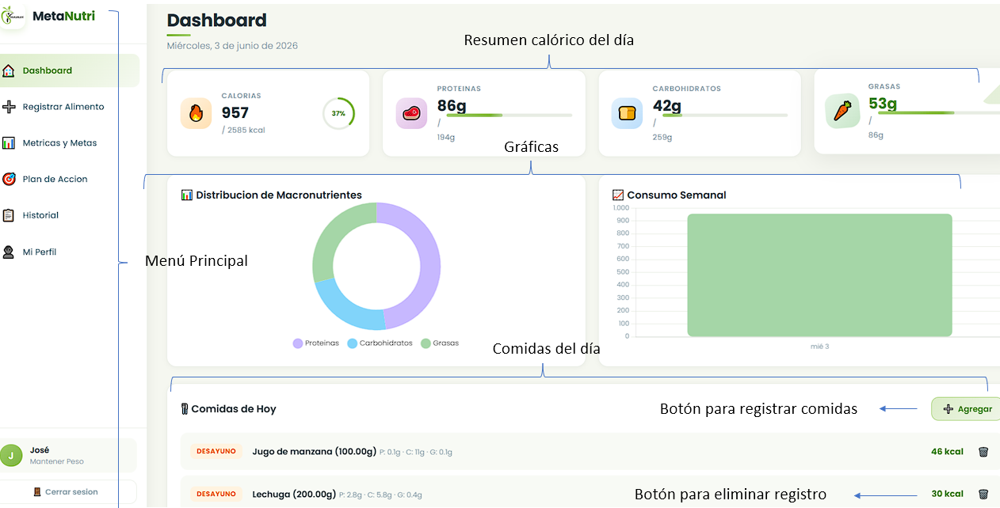 MetaNutri
Dashboard
Registrar Alimento
Metricas y Metas
Plan de Accion
Historial
Mi Perfil
Menú Principal
J
José
Mantener Peso
Cerrar sesion
Dashboard
Miércoles, 3 de junio de 2026
Resumen calórico del día
CALORIAS
957
/ 2585 kcal
37%
PROTEINAS
86g
/
194g
CARBOHIDRATOS
42g
/
259g
GRASAS
53g
/
86g
Gráficas
Distribucion de Macronutrientes
Proteinas Carbohidratos Grasas
Consumo Semanal
1.000
900
800
700
600
500
400
300
200
100
0
mié 3
Comidas del día
Comidas de Hoy
Botón para registrar comidas
Agregar
DESAYUNO Jugo de manzana (100.00g) P: 0.1g · C: 11g · G: 0.1g 46 kcal
DESAYUNO Lechuga (200.00g) P: 2.8g · C: 5.8g · G: 0.4g 30 kcal
Botón para eliminar registro